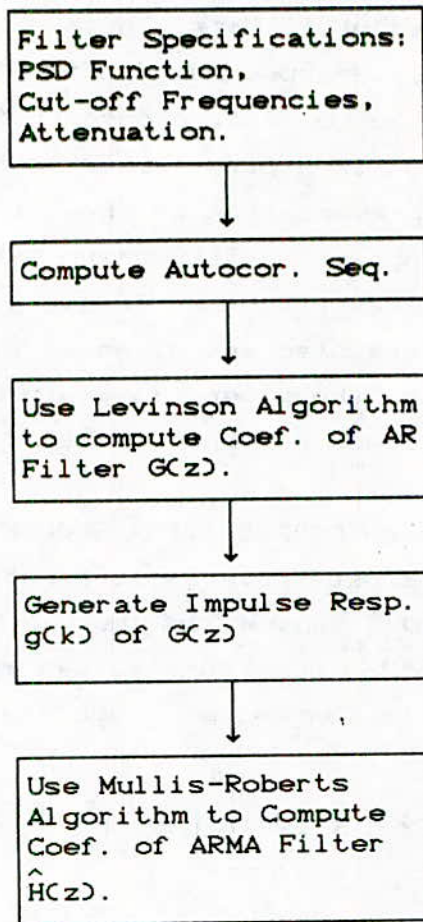 Filter Specifications:
PSD Function,
Cut-off Frequencies,
Attenuation.
Compute Autocor. Seq.
Use Levinson Algorithm
to compute Coef. of AR
Filter G(z).
Generate Impulse Resp.
g(k) of G(z)
Use Mullis-Roberts
Algorithm to Compute
Coef. of ARMA Filter
^
H(z).